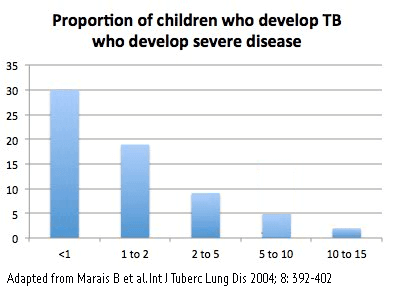 Proportion of children who develop TB
who develop severe disease
35
30
25
20
15
10
5
0
<1 1 to 2 2 to 5 5 to 10 10 to 15
Adapted from Marais B et al.Int J Tuberc Lung Dis 2004; 8: 392-402